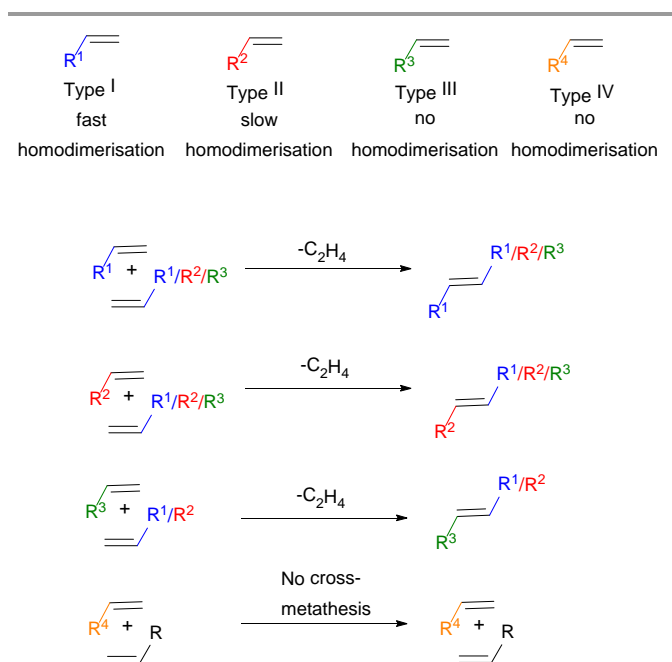 R1 R2 R3 R4
Type I Type II Type III Type IV
fast slow no no
homodimerisation homodimerisation homodimerisation homodimerisation
-C2H4
R1 + R1/R2/R3 R1/R2/R3
R1
-C2H4
R2 + R1/R2/R3 R1/R2/R3
R2
-C2H4
R3 + R1/R2 R1/R2
R3
No cross-
metathesis
R4 + R R4 + R